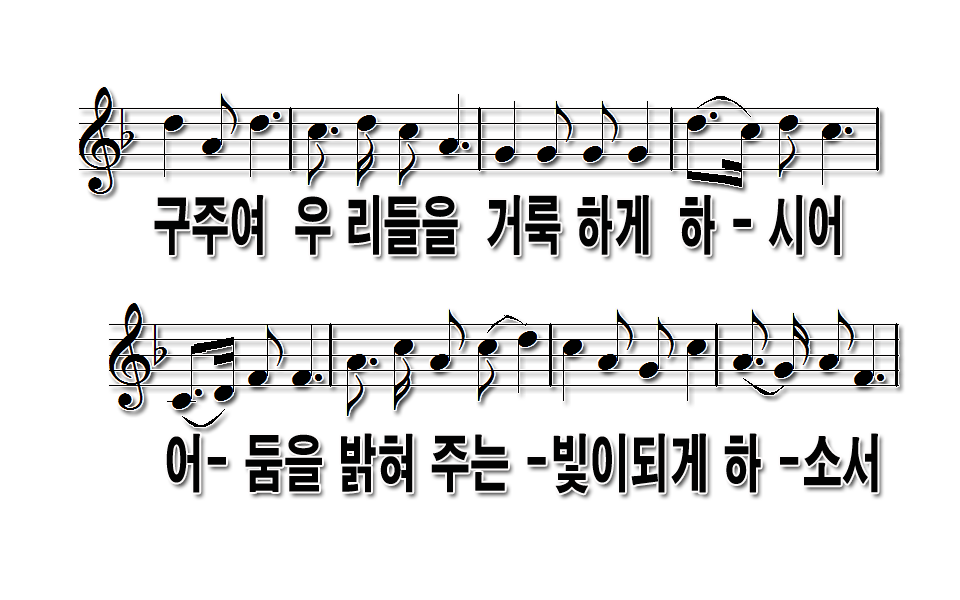 구주여 우 리들을 거룩 하게 하 - 시어
어- 둠을 밝혀 주는 -빛이되게 하 -소서